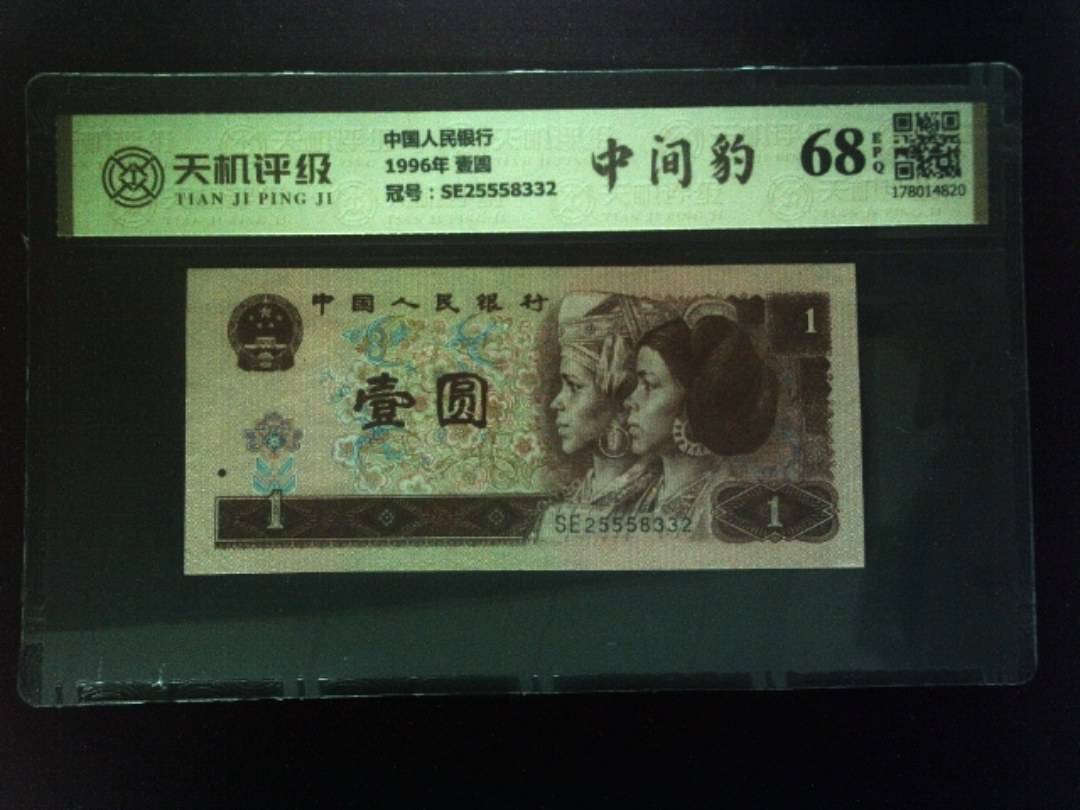 天机评级
TIAN JI PING JI
中国人民银行
1996年 壹圆
冠号：SE25558332
中间豹
68
EPQ
178014820
中国人民银行
壹圆
1
1
SE25558332
1